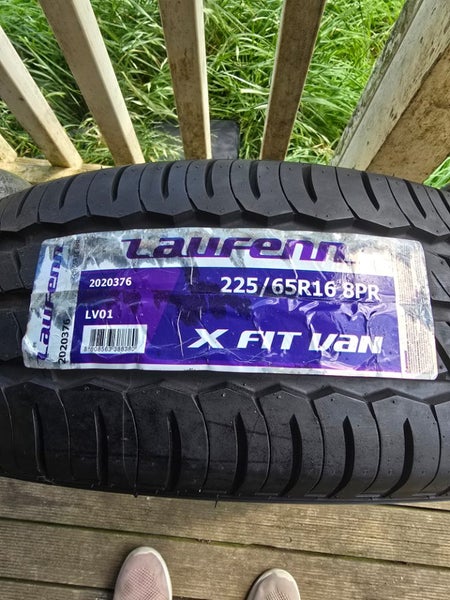 Laufenn
2020376
225/65R16 8PR
LV01
X FIT VAN
Laufenn
2020376